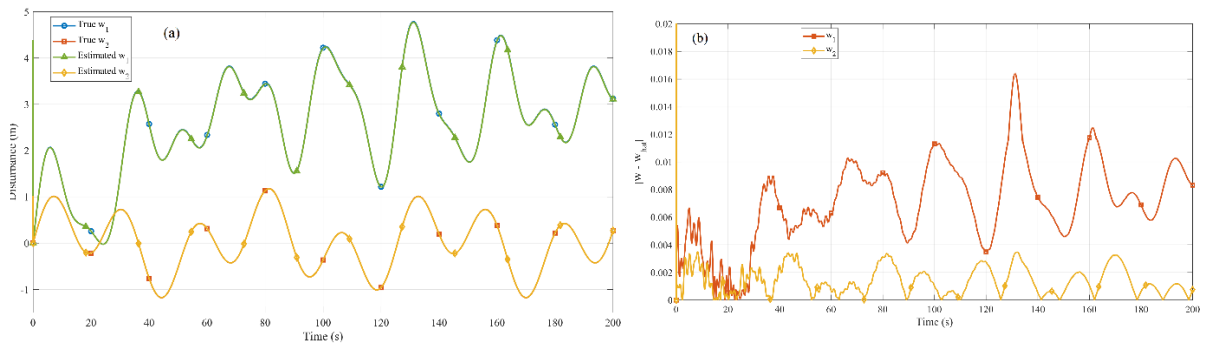 (a)
True w1
True w2
Estimated w1
Estimated w2
5
4
3
2
1
0
-1
Disturbance (m)
0 20 40 60 80 100 120 140 160 180 200
Time (s)
(b)
w1
w2
0.02
0.018
0.016
0.014
0.012
0.01
0.008
0.006
0.004
0.002
0
|w - what|
0 20 40 60 80 100 120 140 160 180 200
Time (s)